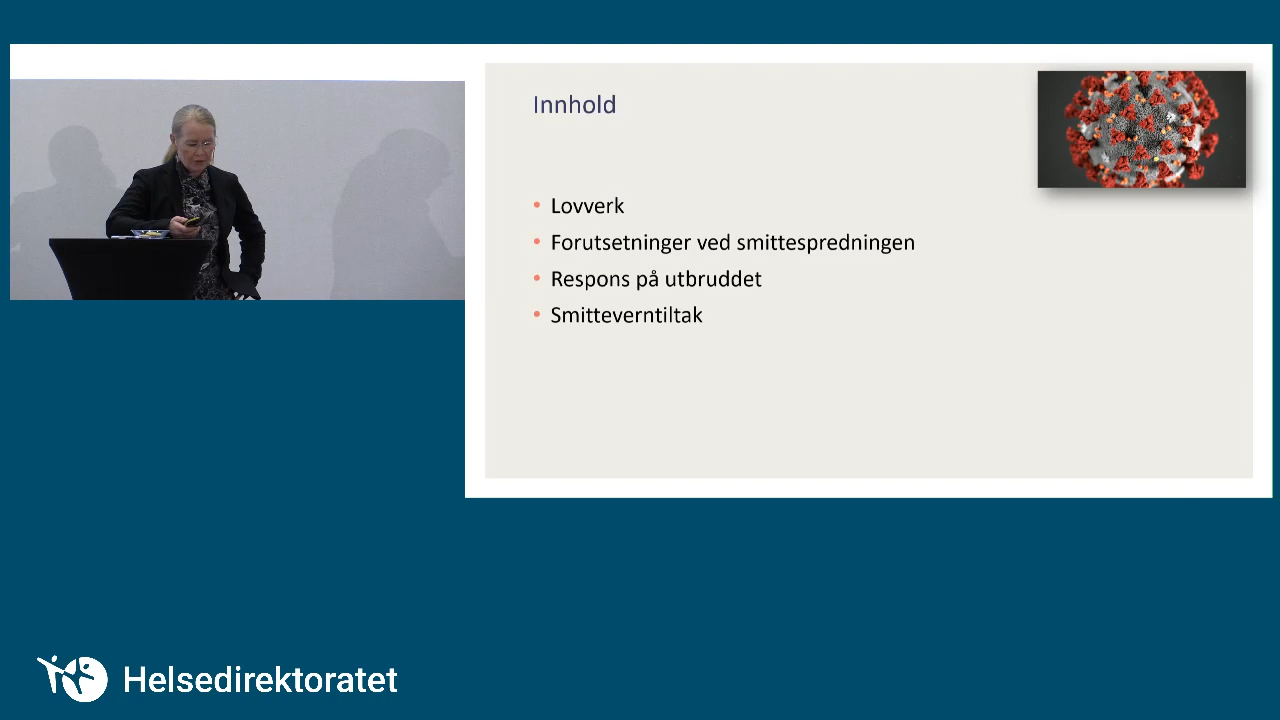 Innhold
• Lovverk
• Forutsetninger ved smittespredningen
• Respons på utbruddet
• Smitteverntiltak
Helsedirektoratet